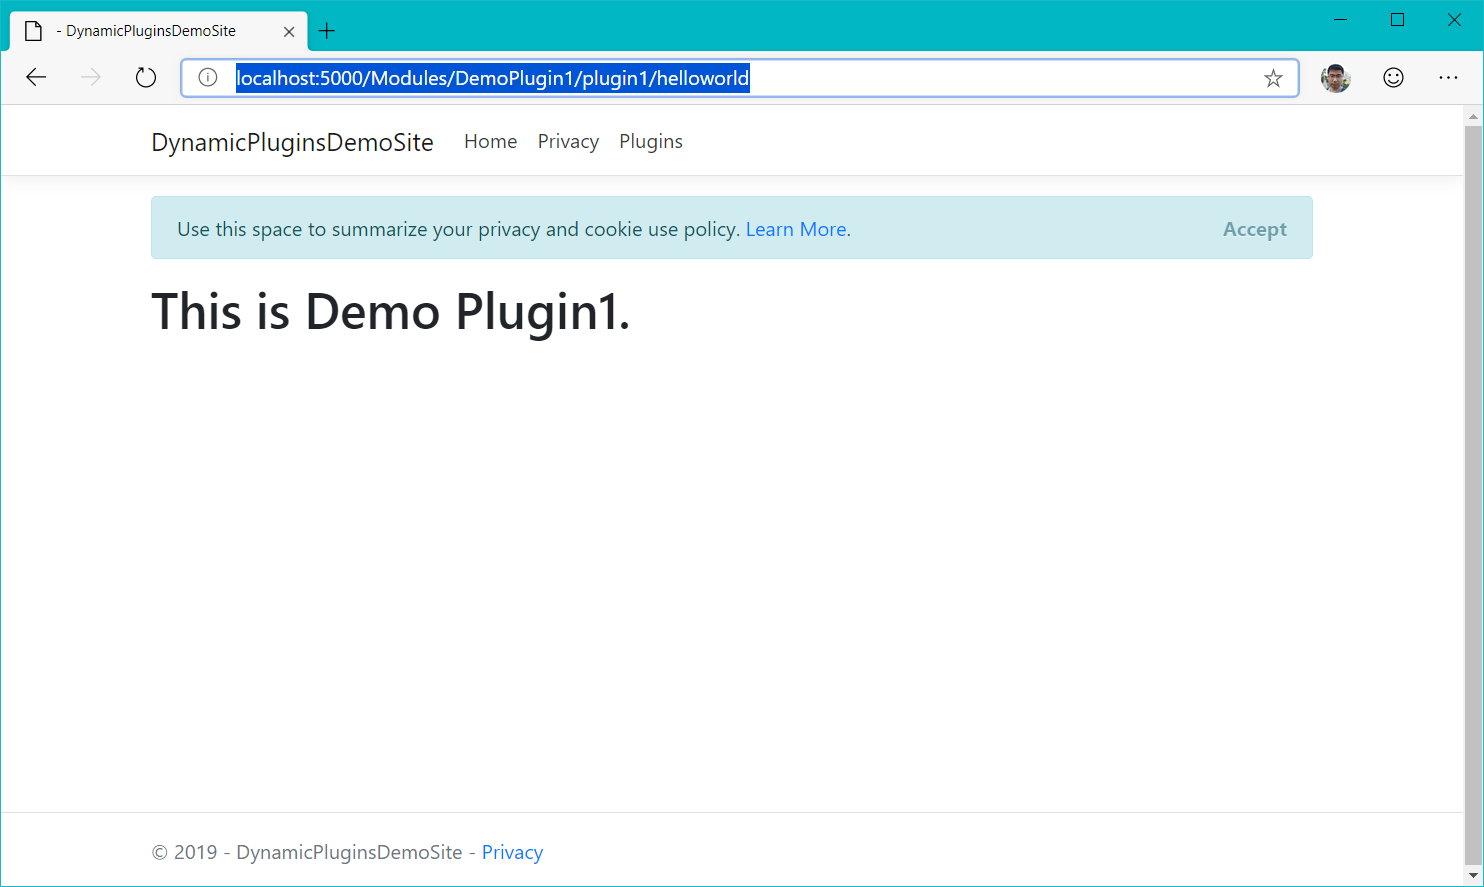 - DynamicPluginsDemoSite
localhost:5000/Modules/DemoPlugin1/plugin1/helloworld
DynamicPluginsDemoSite Home Privacy Plugins
Use this space to summarize your privacy and cookie use policy. Learn More. Accept
This is Demo Plugin1.
© 2019 - DynamicPluginsDemoSite - Privacy